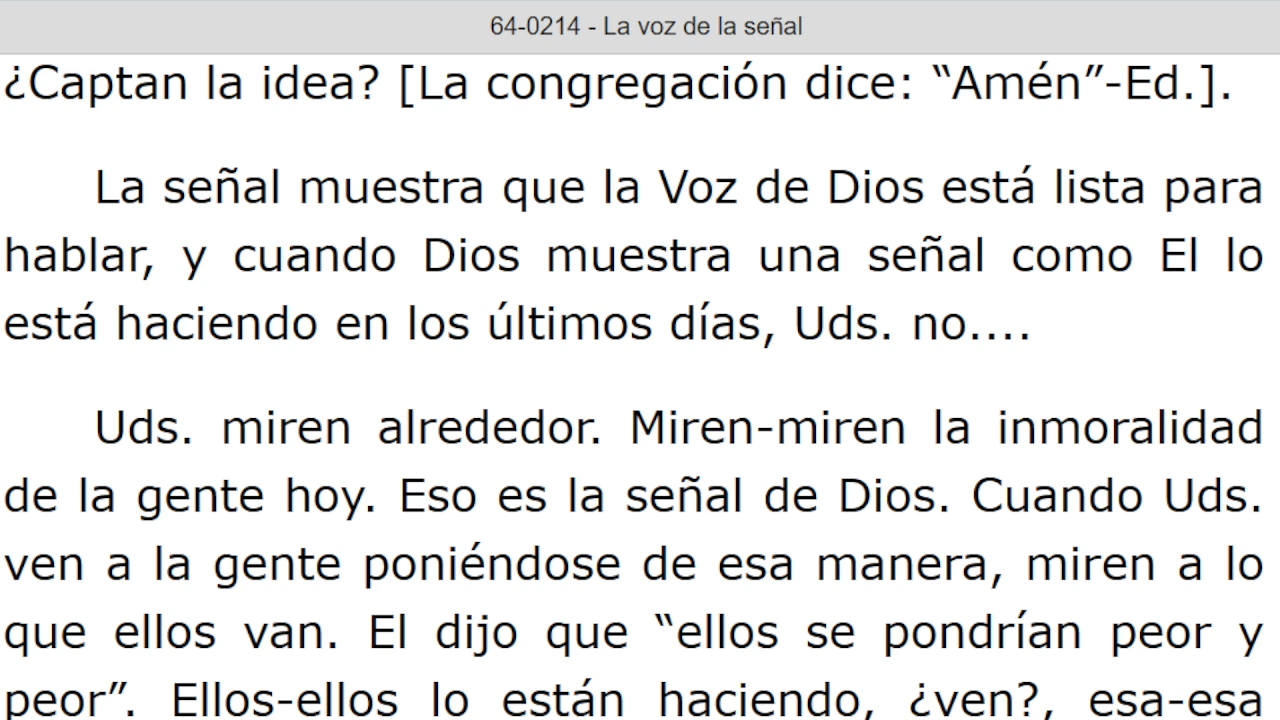 64-0214 - La voz de la señal
¿Captan la idea? [La congregación dice: “Amén”-Ed.].
La señal muestra que la Voz de Dios está lista para
hablar, y cuando Dios muestra una señal como El lo
está haciendo en los últimos días, Uds. no....
Uds. miren alrededor. Miren-miren la inmoralidad
de la gente hoy. Eso es la señal de Dios. Cuando Uds.
ven a la gente poniéndose de esa manera, miren a lo
que ellos van. El dijo que “ellos se pondrían peor y
peor”. Ellos-ellos lo están haciendo, ¿ven?, esa-esa